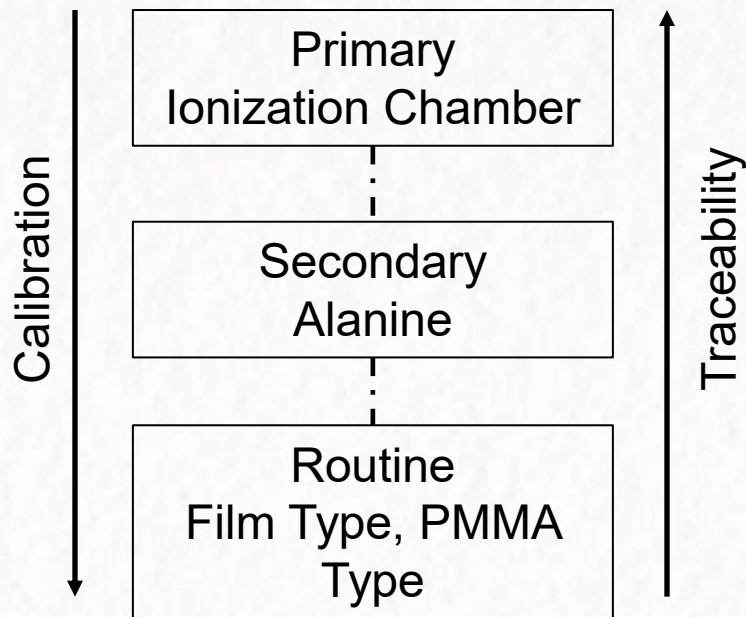 Calibration
Primary
Ionization Chamber
Secondary
Alanine
Routine
Film Type, PMMA
Type
Traceability